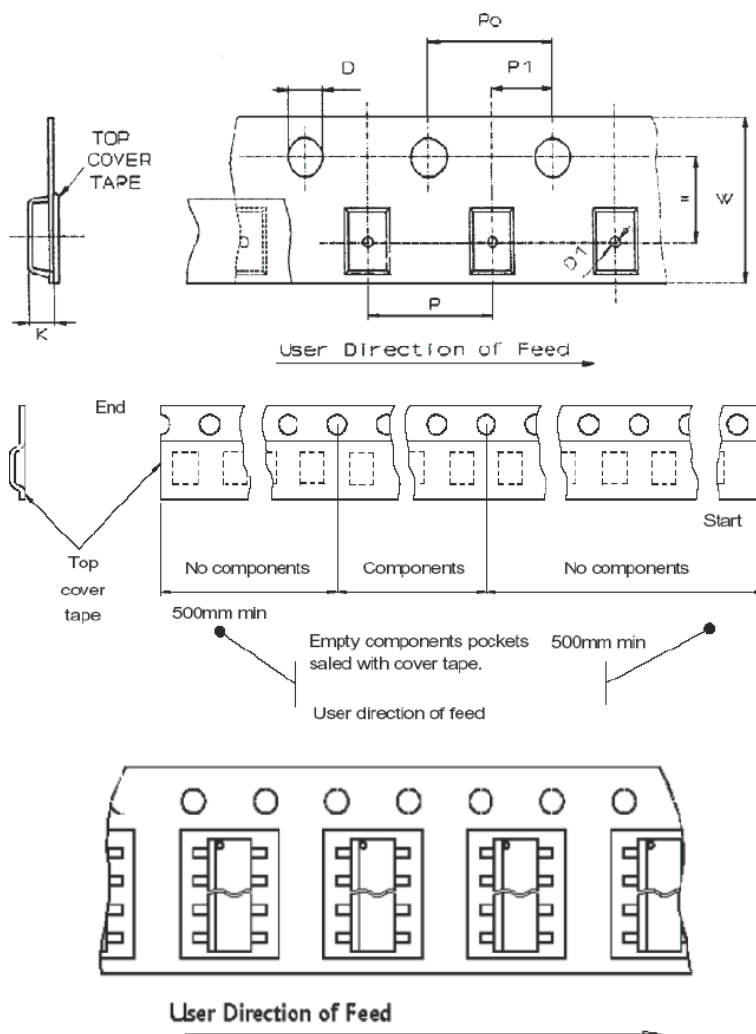 Po
D
P1
TOP
COVER
TAPE
W
D1
K
P
User Direction of Feed
End
Start
Top
cover
tape
No components
Components
No components
500mm min
Empty components pockets
saled with cover tape.
500mm min
User direction of feed
User Direction of Feed